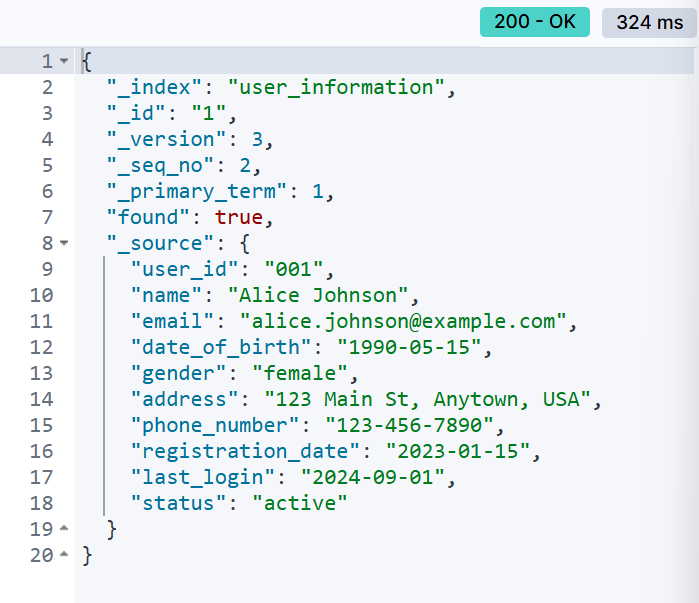 200 - OK 324 ms
1 {
2 "_index": "user_information",
3 "_id": "1",
4 "_version": 3,
5 "_seq_no": 2,
6 "_primary_term": 1,
7 "found": true,
8 "_source": {
9 "user_id": "001",
10 "name": "Alice Johnson",
11 "email": "alice.johnson@example.com",
12 "date_of_birth": "1990-05-15",
13 "gender": "female",
14 "address": "123 Main St, Anytown, USA",
15 "phone_number": "123-456-7890",
16 "registration_date": "2023-01-15",
17 "last_login": "2024-09-01",
18 "status": "active"
19 }
20 }